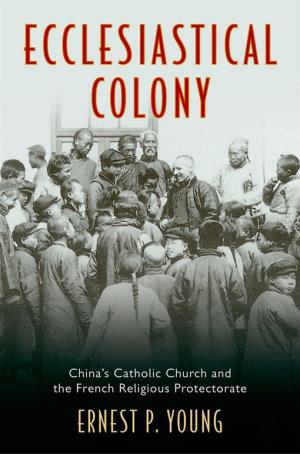 ECCLESIASTICAL
COLONY
China's Catholic Church and
the French Religious Protectorate
ERNEST P. YOUNG